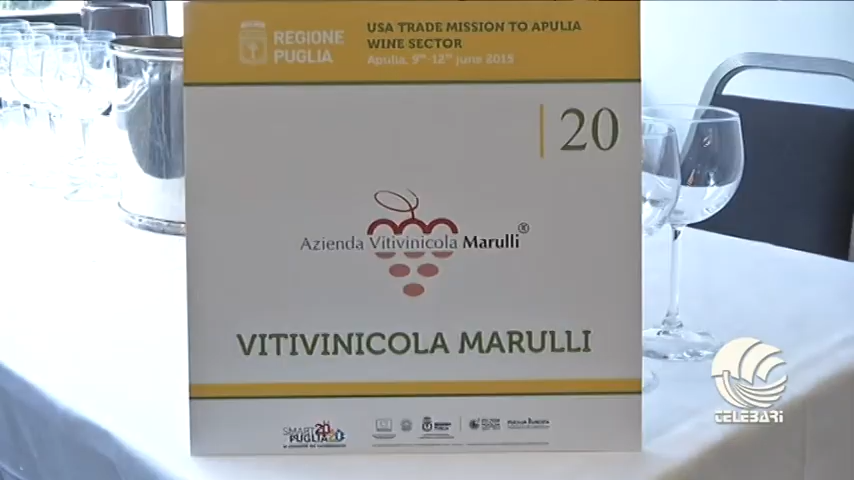 REGIONE
PUGLIA
USA TRADE MISSION TO APULIA
WINE SECTOR
Apulia, 9th-12th June 2015
20
Azienda Vitivinicola Marulli®
VITIVINICOLA MARULLI
SMART
PUGLIA 2020
TELEBARI